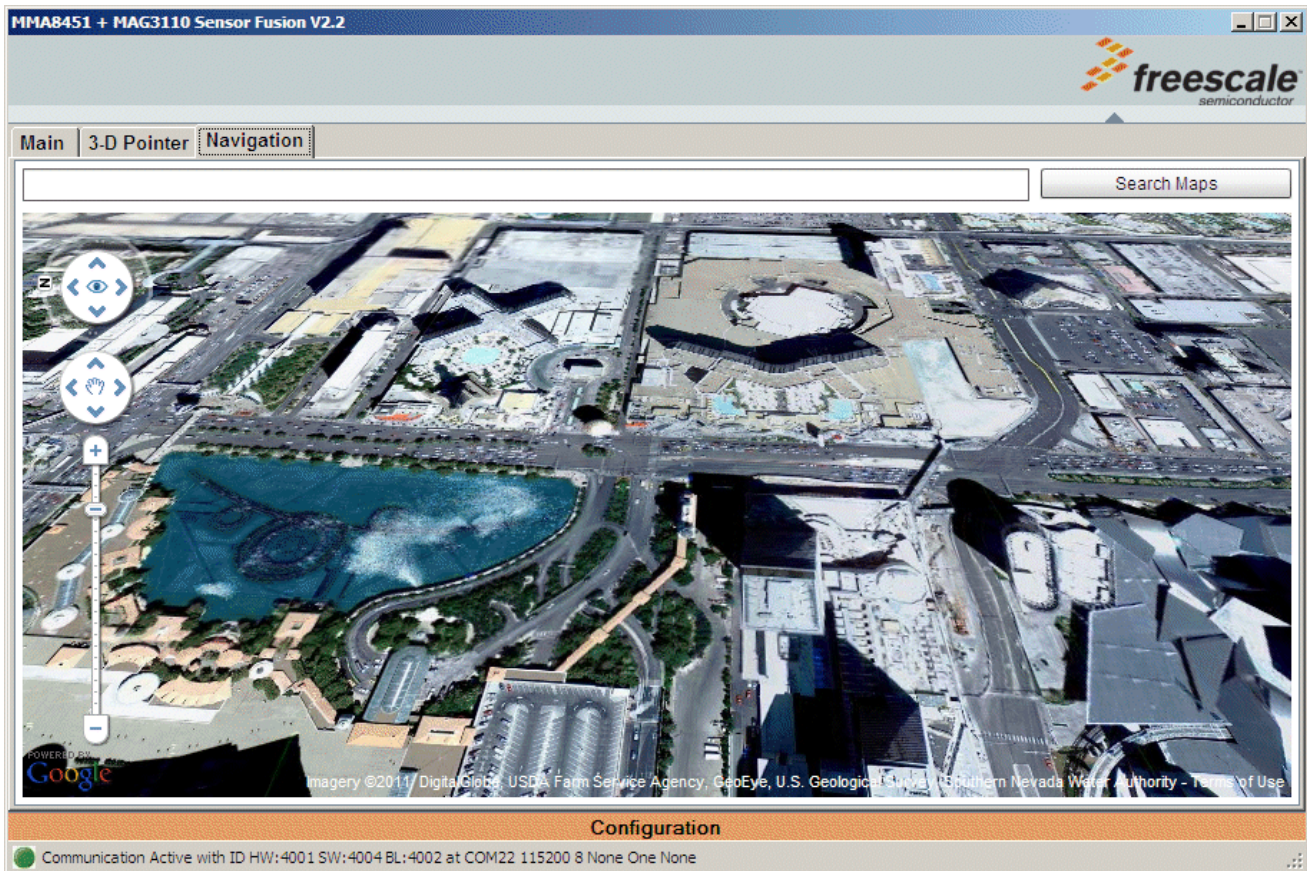 MMA8451 + MAG3110 Sensor Fusion V2.2
freescale
semiconductor
Main
3-D Pointer
Navigation
Search Maps
N
POWERED BY
Google
Imagery ©2011, DigitalGlobe, USDA Farm Service Agency, GeoEye, U.S. Geological Survey, Southern Nevada Water Authority - Terms of Use
Configuration
Communication Active with ID HW:4001 SW:4004 BL:4002 at COM22 115200 8 None One None